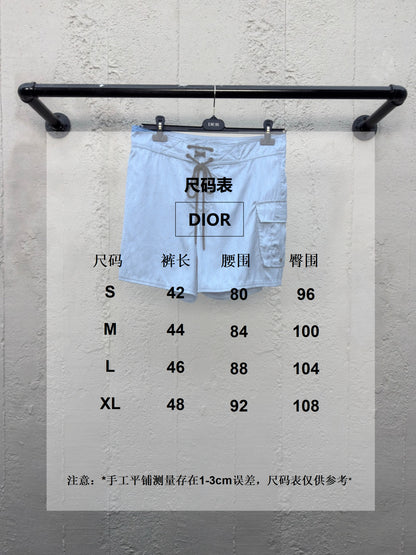 尺码表
DIOR
尺码 裤长 腰围 臀围
S 42 80 96
M 44 84 100
L 46 88 104
XL 48 92 108
注意：*手工平铺测量存在1-3cm误差，尺码表仅供参考*